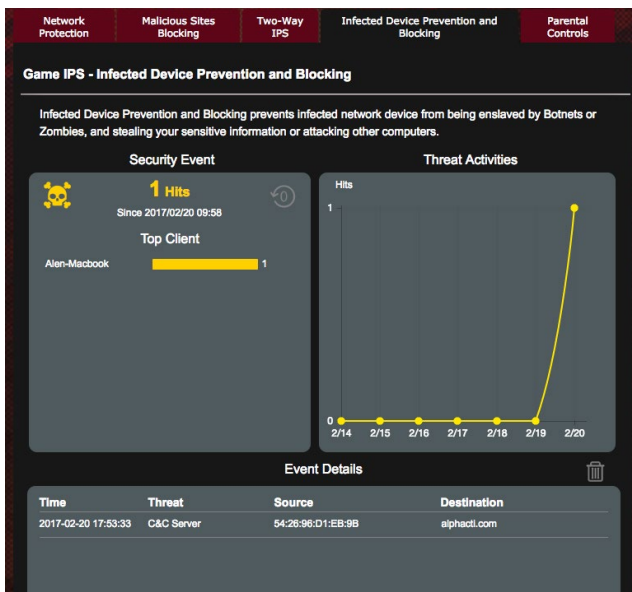 Network Protection
Malicious Sites Blocking
Two-Way IPS
Infected Device Prevention and Blocking
Parental Controls
Game IPS - Infected Device Prevention and Blocking
Infected Device Prevention and Blocking prevents infected network device from being enslaved by Botnets or
Zombies, and stealing your sensitive information or attacking other computers.
Security Event
1 Hits
0
Since 2017/02/20 09:58
Top Client
Alen-Macbook 1
Threat Activities
Hits
1
0
2/14 2/15 2/16 2/17 2/18 2/19 2/20
Event Details
Time Threat Source Destination
2017-02-20 17:53:33 C&C Server 54:26:96:D1:EB:9B alphacti.com